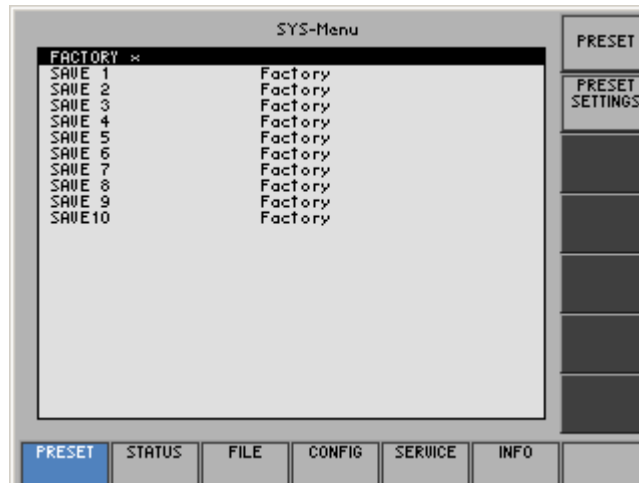 SYS-Menu
FACTORY ×
SAVE 1 Factory
SAVE 2 Factory
SAVE 3 Factory
SAVE 4 Factory
SAVE 5 Factory
SAVE 6 Factory
SAVE 7 Factory
SAVE 8 Factory
SAVE 9 Factory
SAVE10 Factory
PRESET
PRESET
SETTINGS
PRESET STATUS FILE CONFIG SERVICE INFO